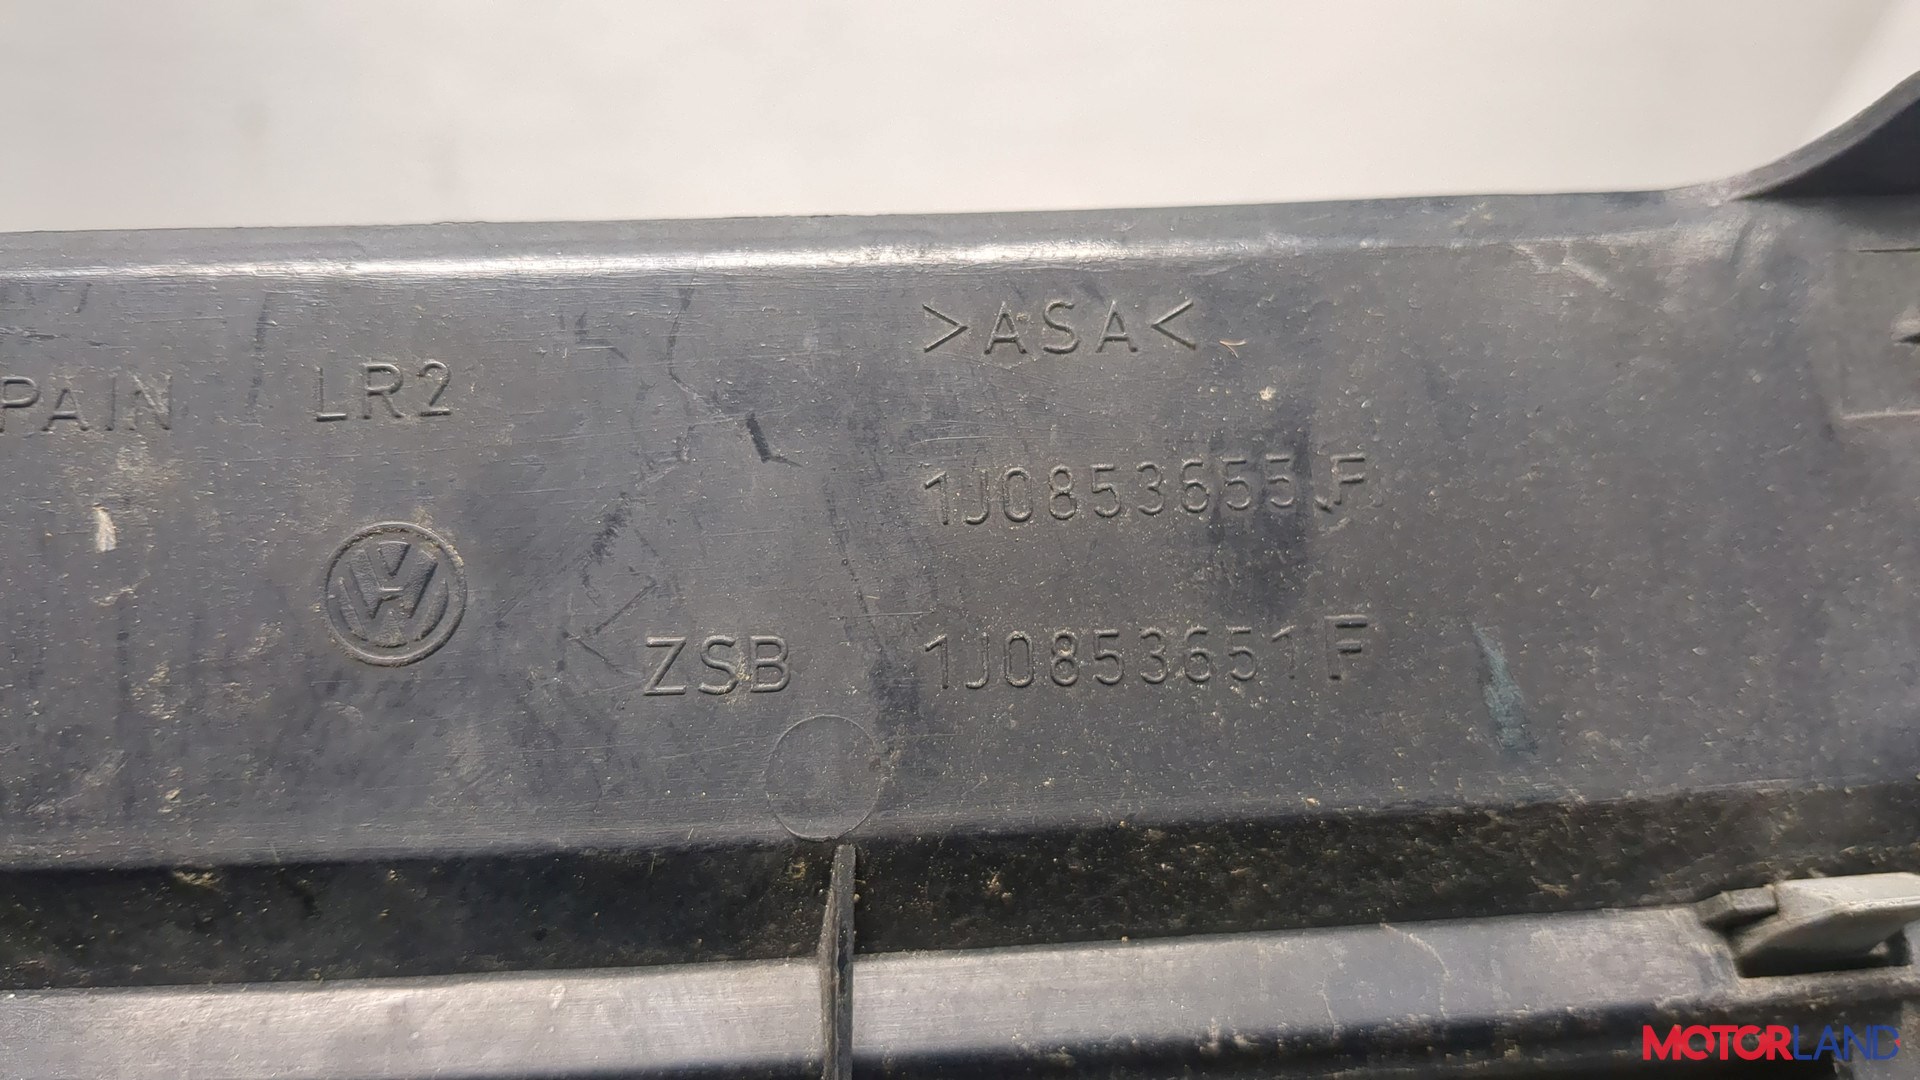 >ASA<
PAIN LR2
1J0853655 F
ZSB 1J0853651 F
MOTORLAND